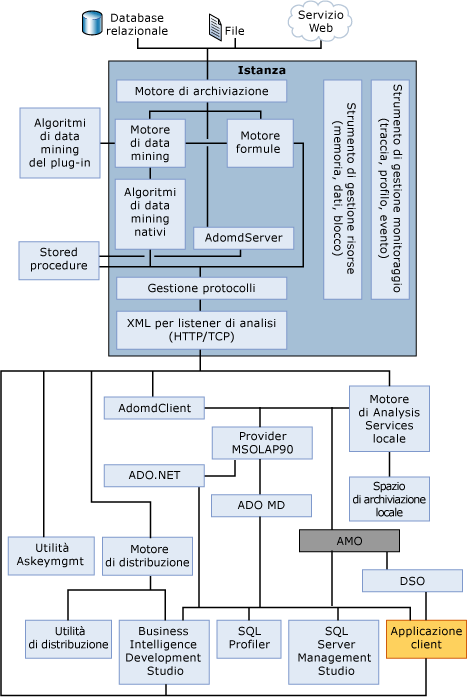 Database
relazionale
File
Servizio
Web
Istanza
Motore di archiviazione
Algoritmi
di data
mining
del plug-in
Motore
di data
mining
Motore
formule
Strumento di gestione risorse
(memoria, dati, blocco)
Strumento di gestione monitoraggio
(traccia, profilo, evento)
Algoritmi
di data
mining
nativi
AdomdServer
Stored
procedure
Gestione protocolli
XML per listener di analisi
(HTTP/TCP)
AdomdClient
Motore
di Analysis
Services
locale
Provider
MSOLAP90
ADO.NET
Spazio
di archiviazione
locale
ADO MD
Utilità
Askeymgmt
Motore
di distribuzione
AMO
DSO
Utilità
di distribuzione
Business
Intelligence
Development
Studio
SQL
Profiler
SQL
Server
Management
Studio
Applicazione
client